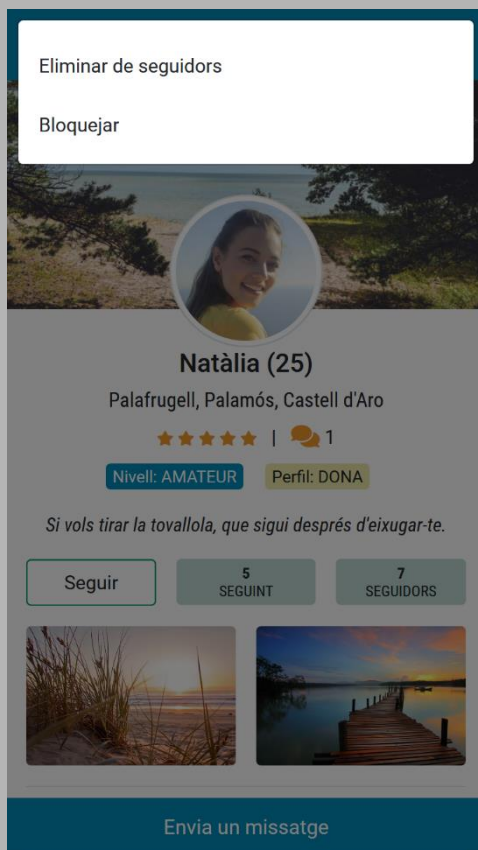 Eliminar de seguidors
Bloquejar
Natàlia (25)
Palafrugell, Palamós, Castell d'Aro
| 1
Nivell: AMATEUR Perfil: DONA
Si vols tirar la tovallola, que sigui després d'eixugar-te.
Seguir 5 SEGUINT 7 SEGUIDORS
Envia un missatge